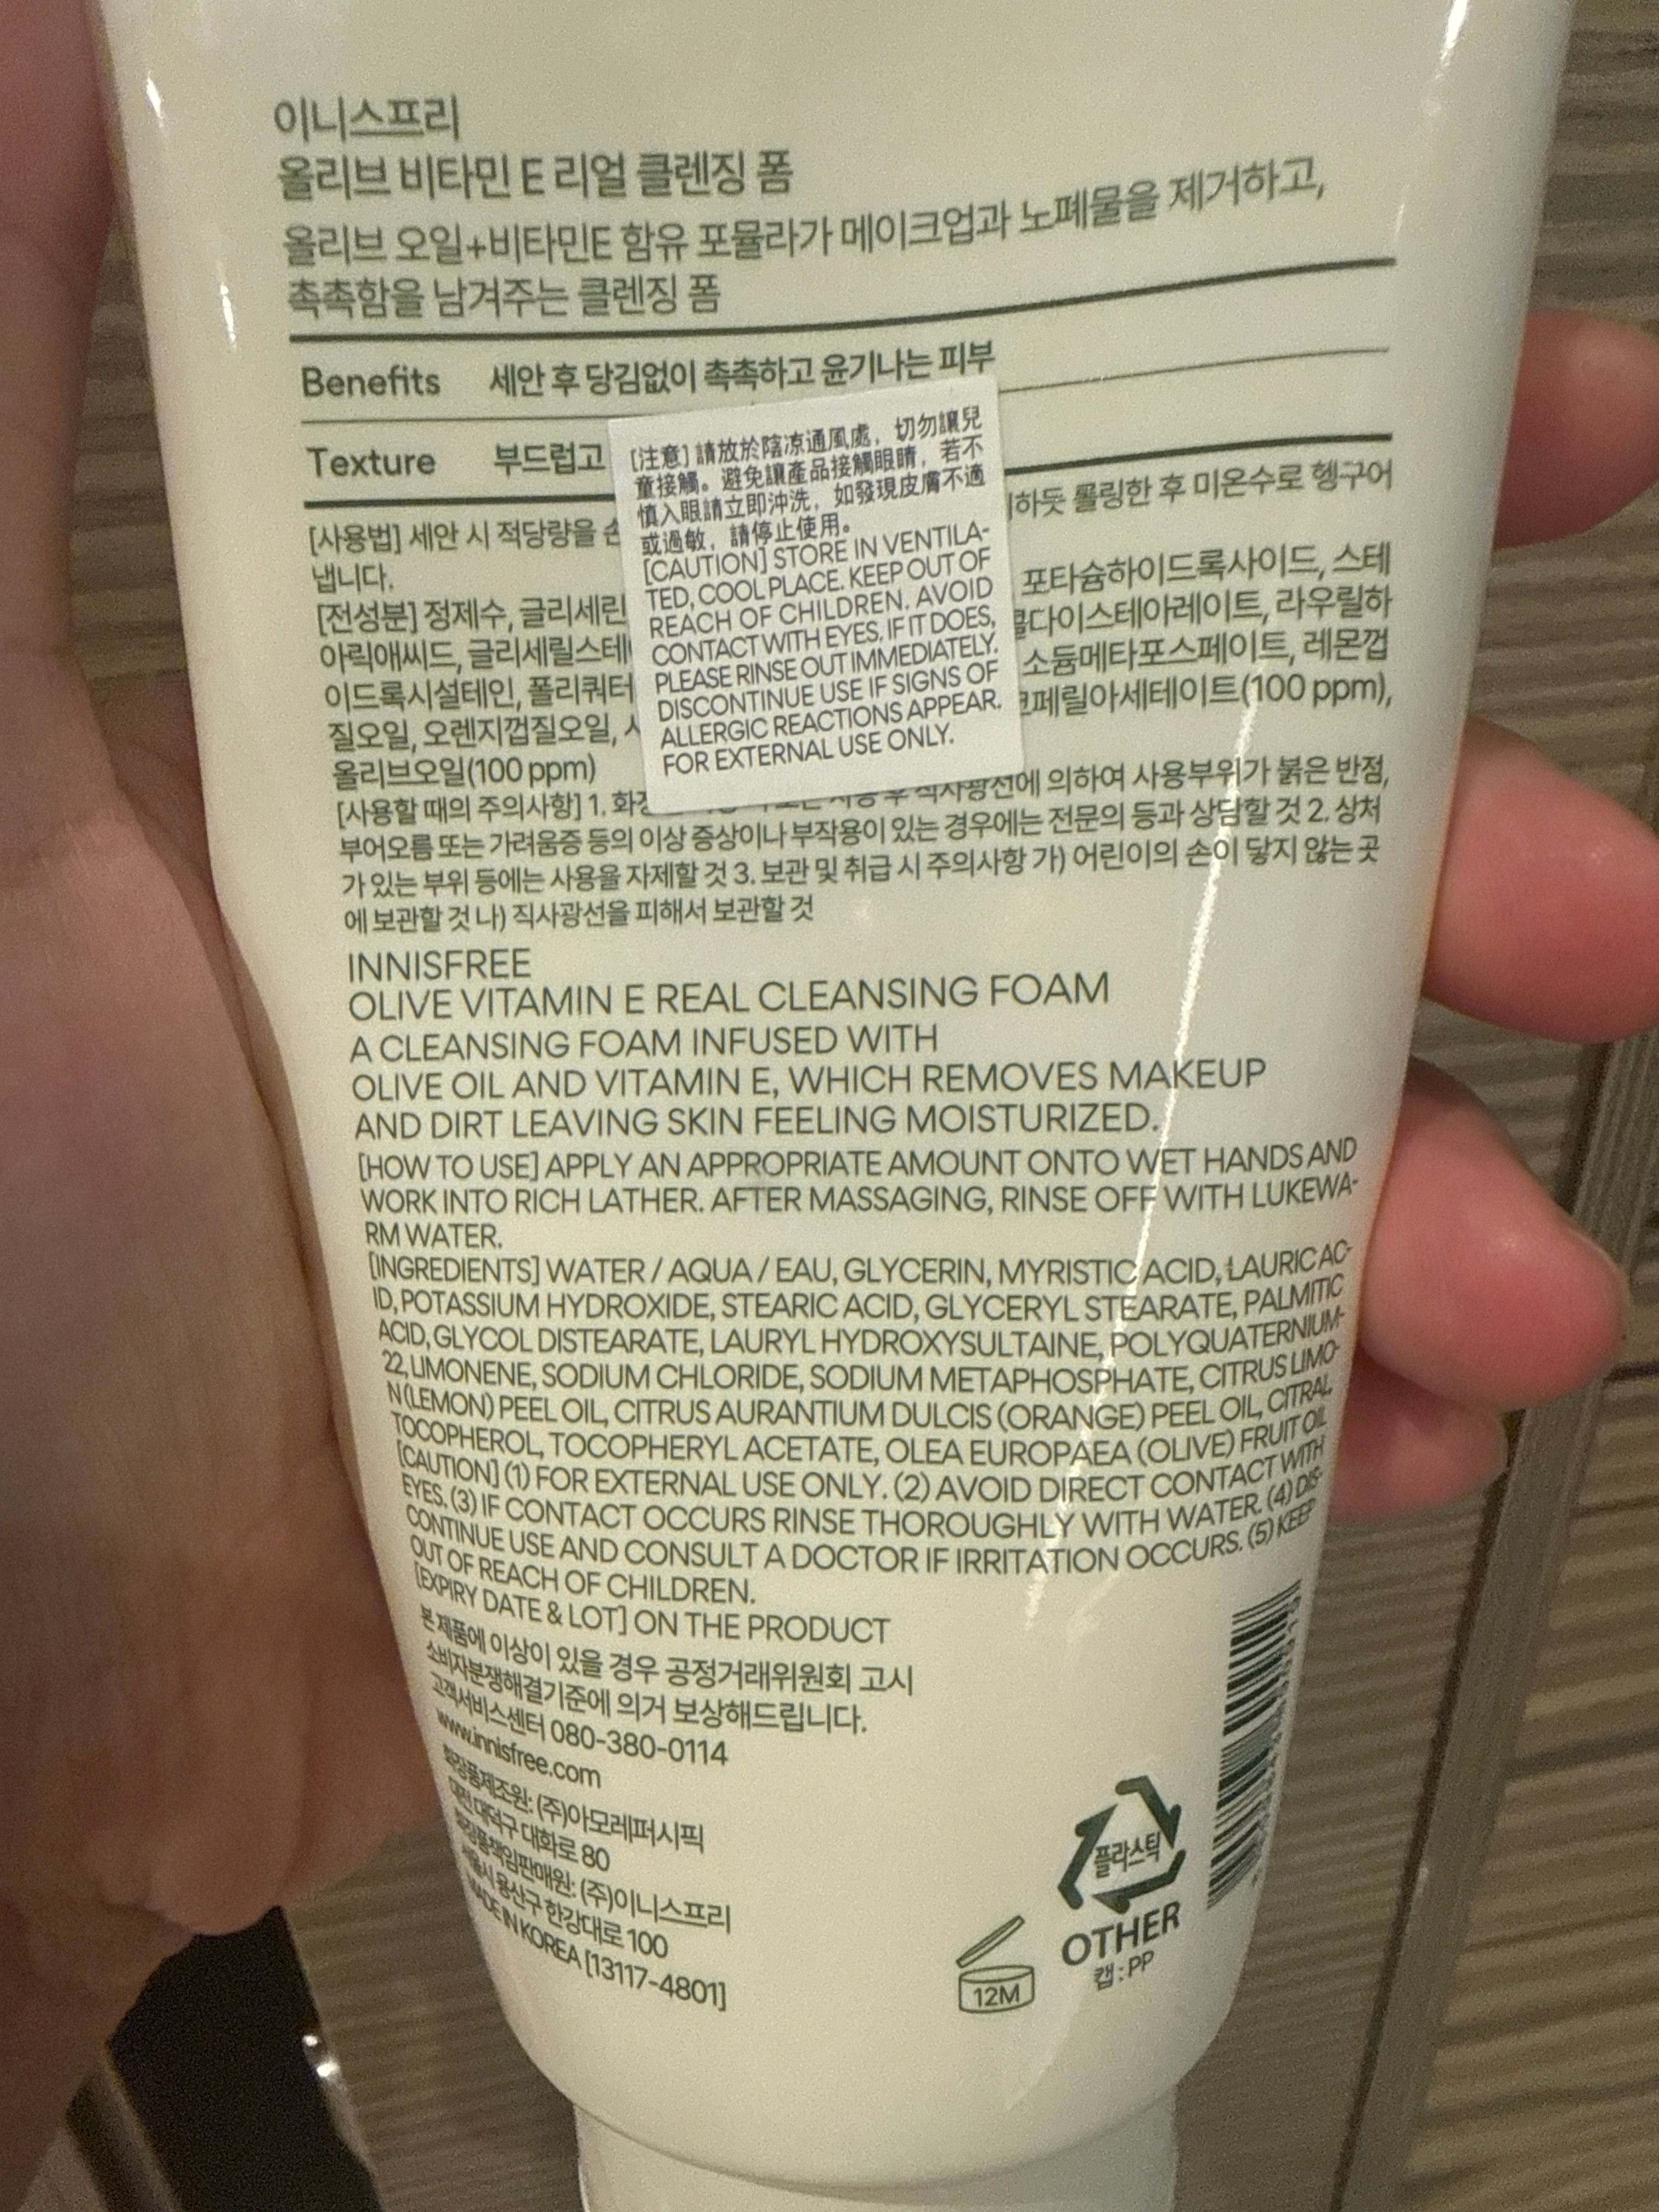 이니스프리
올리브 비타민 E 리얼 클렌징 폼
올리브 오일+비타민E 함유 포뮬라가 메이크업과 노폐물을 제거하고,
촉촉함을 남겨주는 클렌징 폼
Benefits 세안 후 당김없이 촉촉하고 윤기나는 피부
Texture 부드럽고
[사용법] 세안 시 적당량을 하듯 롤링한 후 미온수로 헹구어
냅니다.
[전성분] 정제수, 글리세린 포타슘하이드록사이드, 스테
아릭애씨드, 글리세릴스테 다이스테아레이트, 라우릴하
이드록시설테인, 폴리쿼터 소듐메타포스페이트, 레몬껍
질오일, 오렌지껍질오일, 페릴아세테이트(100 ppm),
올리브오일(100 ppm)
[사용할 때의 주의사항] 1. 의하여 사용부위가 붉은 반점,
부어오름 또는 가려움증 등의 이상 증상이나 부작용이 있는 경우에는 전문의 등과 상담할 것 2. 상처
가 있는 부위 등에는 사용을 자제할 것 3. 보관 및 취급 시 주의사항 가) 어린이의 손이 닿지 않는 곳
에 보관할 것 나) 직사광선을 피해서 보관할 것
[注意] 請放於陰凉通風處，切勿讓兒
童接觸。避免讓產品接觸眼睛，若不
慎入眼請立即沖洗，如發現皮膚不適
或過敏，請停止使用。
[CAUTION] STORE IN VENTILA-
TED, COOL PLACE. KEEP OUT OF
REACH OF CHILDREN. AVOID
CONTACT WITH EYES, IF IT DOES,
PLEASE RINSE OUT IMMEDIATELY.
DISCONTINUE USE IF SIGNS OF
ALLERGIC REACTIONS APPEAR.
FOR EXTERNAL USE ONLY.
INNISFREE
OLIVE VITAMIN E REAL CLEANSING FOAM
A CLEANSING FOAM INFUSED WITH
OLIVE OIL AND VITAMIN E, WHICH REMOVES MAKEUP
AND DIRT LEAVING SKIN FEELING MOISTURIZED.
[HOW TO USE] APPLY AN APPROPRIATE AMOUNT ONTO WET HANDS AND
WORK INTO RICH LATHER. AFTER MASSAGING, RINSE OFF WITH LUKEWA-
RM WATER.
[INGREDIENTS] WATER / AQUA / EAU, GLYCERIN, MYRISTIC ACID, LAURIC AC-
ID, POTASSIUM HYDROXIDE, STEARIC ACID, GLYCERYL STEARATE, PALMITIC
ACID, GLYCOL DISTEARATE, LAURYL HYDROXYSULTAINE, POLYQUATERNIUM-
22, LIMONENE, SODIUM CHLORIDE, SODIUM METAPHOSPHATE, CITRUS LIMO-
N (LEMON) PEEL OIL, CITRUS AURANTIUM DULCIS (ORANGE) PEEL OIL, CITRAL,
TOCOPHEROL, TOCOPHERYL ACETATE, OLEA EUROPAEA (OLIVE) FRUIT OIL
[CAUTION] (1) FOR EXTERNAL USE ONLY. (2) AVOID DIRECT CONTACT WITH
EYES. (3) IF CONTACT OCCURS RINSE THOROUGHLY WITH WATER. (4) DIS-
CONTINUE USE AND CONSULT A DOCTOR IF IRRITATION OCCURS. (5) KEEP
OUT OF REACH OF CHILDREN.
[EXPIRY DATE & LOT] ON THE PRODUCT
본 제품에 이상이 있을 경우 공정거래위원회 고시
소비자분쟁해결기준에 의거 보상해드립니다.
고객서비스센터 080-380-0114
www.innisfree.com
화장품제조원: (주)아모레퍼시픽
대전 대덕구 대화로 80
화장품책임판매원: (주)이니스프리
서울시 용산구 한강대로 100
MADE IN KOREA [13117-4801]
12M
플라스틱
OTHER
캡 : PP